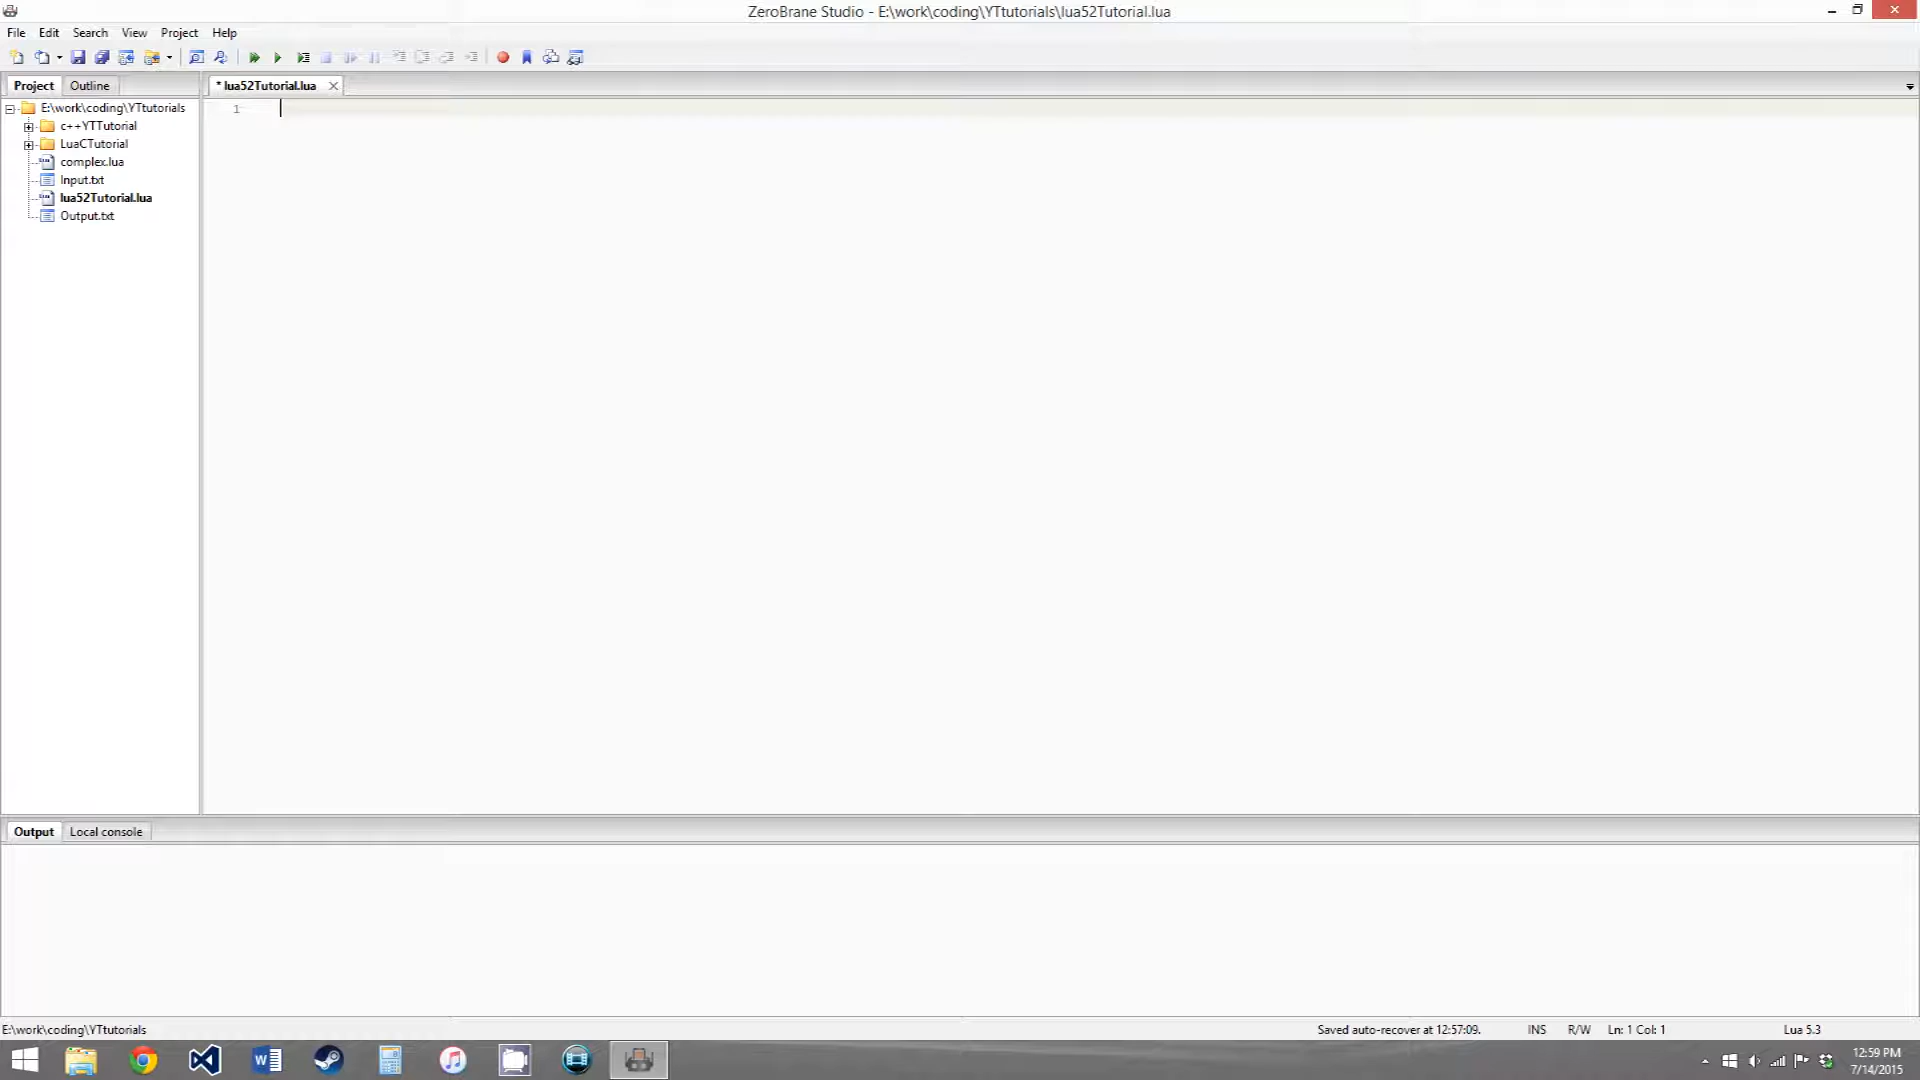 ZeroBrane Studio - E:\work\coding\YTtutorials\lua52Tutorial.lua
File Edit Search View Project Help
Project Outline
* lua52Tutorial.lua
E:\work\coding\YTtutorials
1
c++YTTutorial
LuaCTutorial
complex.lua
Input.txt
lua52Tutorial.lua
Output.txt
Output Local console
E:\work\coding\YTtutorials Saved auto-recover at 12:57:09. INS R/W Ln: 1 Col: 1 Lua 5.3
12:59 PM
7/14/2015